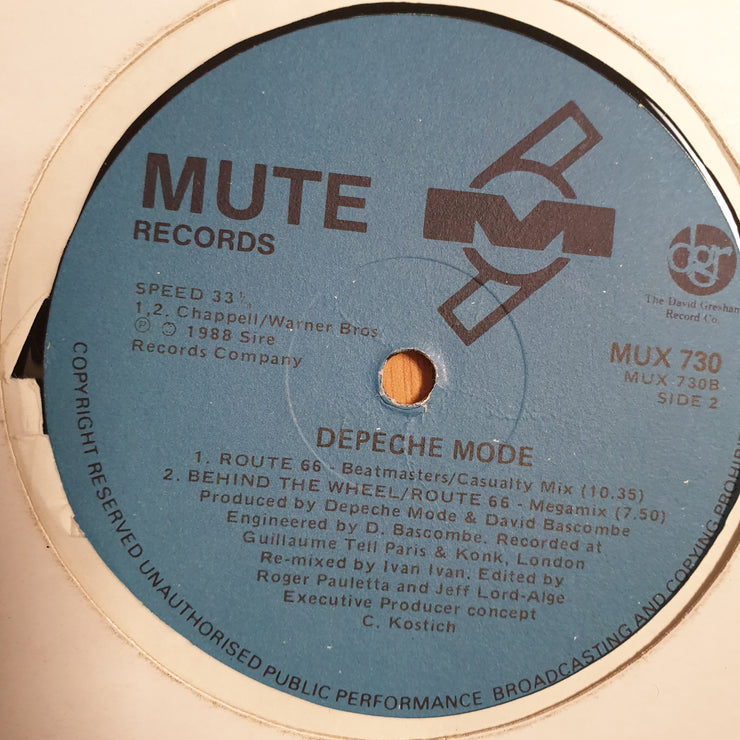 MUTE
RECORDS
M
SPEED 33⅓
1,2. Chappell/Warner Bros.
Ⓟ © 1988 Sire
Records Company
dgr
The David Gresham
Record Co.
MUX 730
MUX 730B
SIDE 2
DEPECHE MODE
1. ROUTE 66 - Beatmasters/Casualty Mix (10.35)
2. BEHIND THE WHEEL/ROUTE 66 - Megamix (7.50)
Produced by Depeche Mode & David Bascombe
Engineered by D. Bascombe. Recorded at
Guillaume Tell Paris & Konk, London
Re-mixed by Ivan Ivan. Edited by
Roger Pauletta and Jeff Lord-Alge
Executive Producer concept
C. Kostich
COPYRIGHT RESERVED UNAUTHORISED PUBLIC PERFORMANCE BROADCASTING AND COPYING PROHIBI